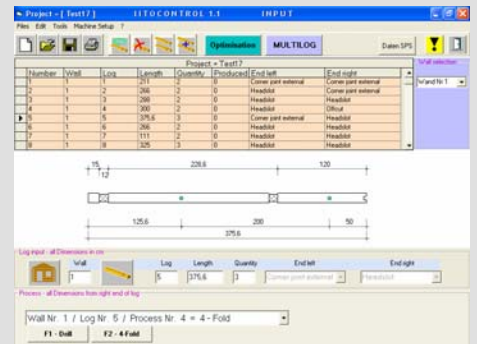 Project - [ Test17 ] HTOCONTROL 1.1 INPUT
Files Edit Tools Machine Setup ?
Optimisation MULTILOG Daten SPS
Project = Test17
Wall selection
Wand Nr.1
Number Wall Log Length Quantity Produced End left End right
1 1 211 2 0 Corner joint external Corner joint external
2 1 2 266 2 0 Headslot Corner joint external
3 1 3 288 2 0 Headslot Headslot
4 1 4 300 2 0 Headslot Offcut
5 1 5 375,6 3 0 Corner joint external Headslot
6 1 6 266 2 0 Headslot Headslot
7 1 7 111 2 0 Headslot Headslot
8 1 8 325 3 0 Headslot Headslot
15 228,6 120
12
125,6 200 50
375,6
Log input - all Dimensions in cm
Wall Log Length Quantity End left End right
1 5 375,6 3 Corner joint external Headslot
Process - all Dimensions from right end of log
Wall Nr. 1 / Log Nr. 5 / Process Nr. 4 = 4 - Fold
F1 - Drill F2 - 4-Fold